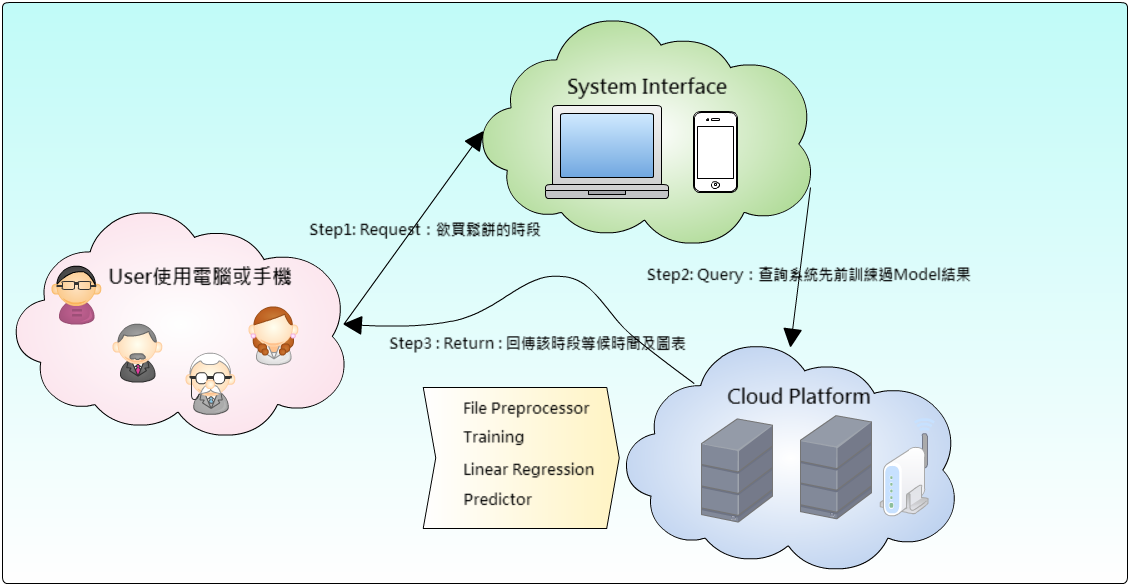 System Interface
Step1: Request：欲買鬆餅的時段
User使用電腦或手機
Step2: Query：查詢系統先前訓練過Model結果
Step3 : Return : 回傳該時段等候時間及圖表
Cloud Platform
File Preprocessor
Training
Linear Regression
Predictor